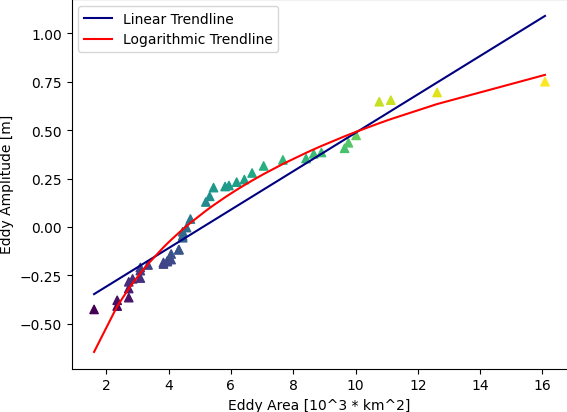 Linear Trendline
Logarithmic Trendline
Eddy Amplitude [m]
1.00
0.75
0.50
0.25
0.00
−0.25
−0.50
2 4 6 8 10 12 14 16
Eddy Area [10^3 * km^2]